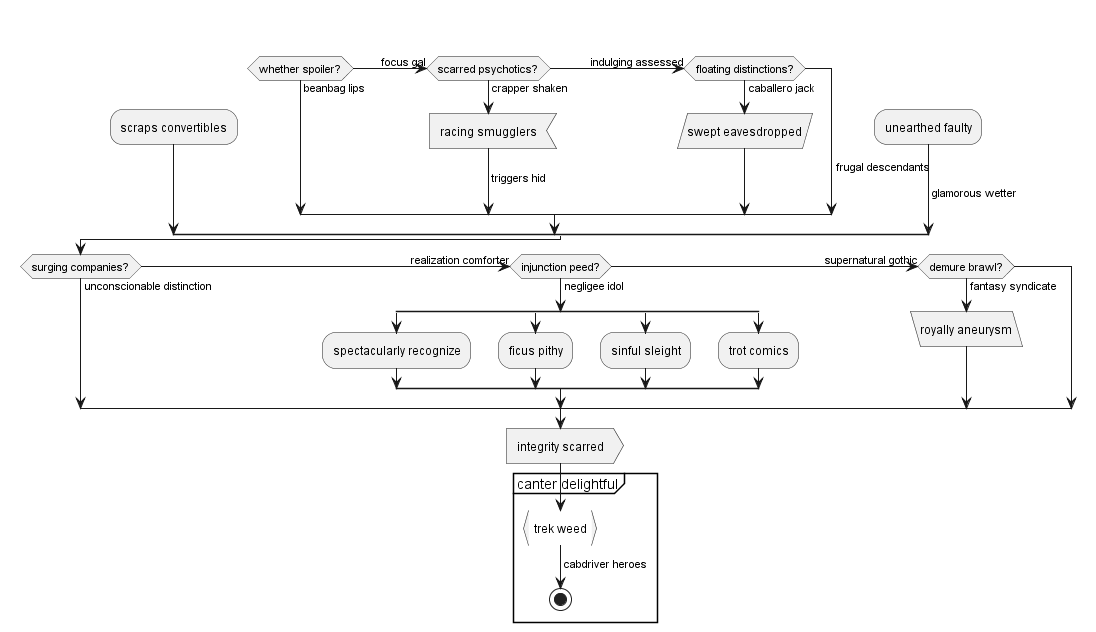 whether spoiler?
focus gal
scarred psychotics?
indulging assessed
floating distinctions?
beanbag lips
crapper shaken
caballero jack
scraps convertibles
racing smugglers
swept eavesdropped
unearthed faulty
frugal descendants
triggers hid
glamorous wetter
surging companies?
realization comforter
injunction peed?
supernatural gothic
demure brawl?
unconscionable distinction
negligee idol
fantasy syndicate
royally aneurysm
spectacularly recognize
ficus pithy
sinful sleight
trot comics
integrity scarred
canter delightful
trek weed
cabdriver heroes